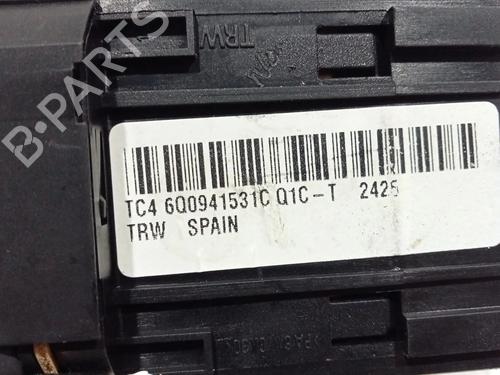 TRW
B-PARTS
TC4 6Q0941531C Q1C-T 2425
TRW SPAIN